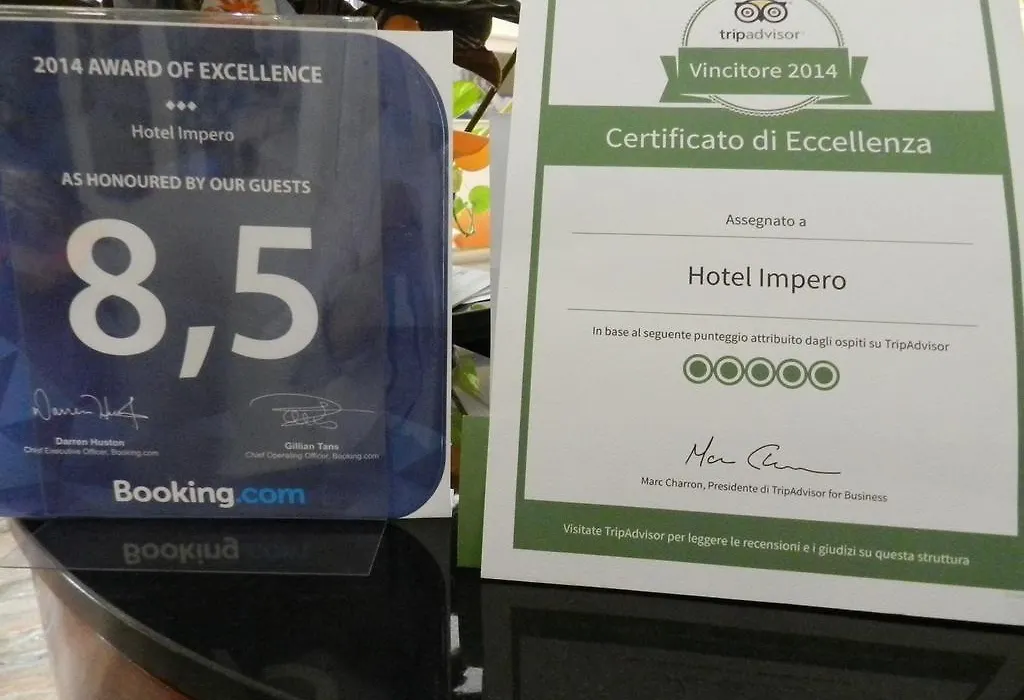 2014 AWARD OF EXCELLENCE
Hotel Impero
AS HONOURED BY OUR GUESTS
8,5
Darren Huston
Chief Executive Officer, Booking.com
Gillian Tans
Chief Operating Officer, Booking.com
Booking.com
tripadvisor
Vincitore 2014
Certificato di Eccellenza
Assegnato a
Hotel Impero
In base al seguente punteggio attribuito dagli ospiti su TripAdvisor
Marc Charron, Presidente di TripAdvisor for Business
Visitate TripAdvisor per leggere le recensioni e i giudizi su questa struttura